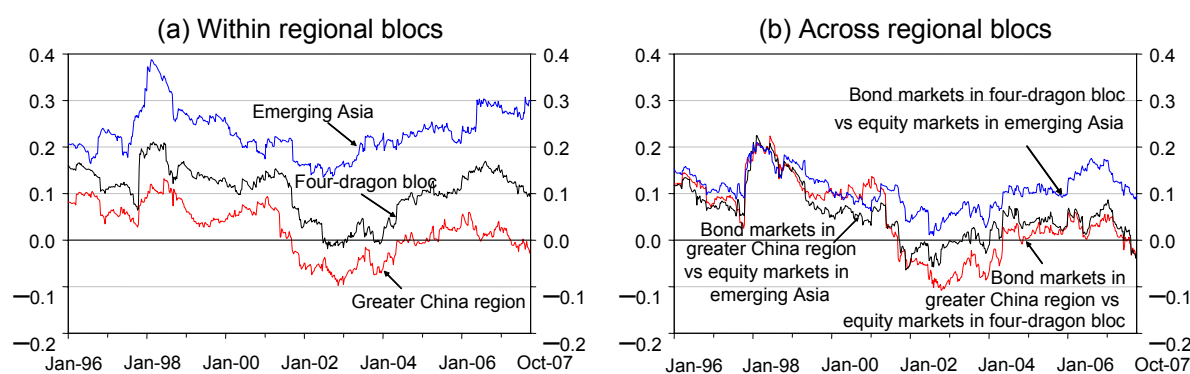 (a) Within regional blocs
0.4
0.3
0.2
0.1
0.0
–0.1
–0.2
0.4
0.3
0.2
0.1
0.0
–0.1
–0.2
Emerging Asia
Four-dragon bloc
Greater China region
Jan-96 Jan-98 Jan-00 Jan-02 Jan-04 Jan-06 Oct-07
(b) Across regional blocs
0.4
0.3
0.2
0.1
0.0
–0.1
–0.2
0.4
0.3
0.2
0.1
0.0
–0.1
–0.2
Bond markets in four-dragon bloc
vs equity markets in emerging Asia
Bond markets in
greater China region
vs equity markets in
emerging Asia
Bond markets in
greater China region vs
equity markets in four-dragon bloc
Jan-96 Jan-98 Jan-00 Jan-02 Jan-04 Jan-06 Oct-07